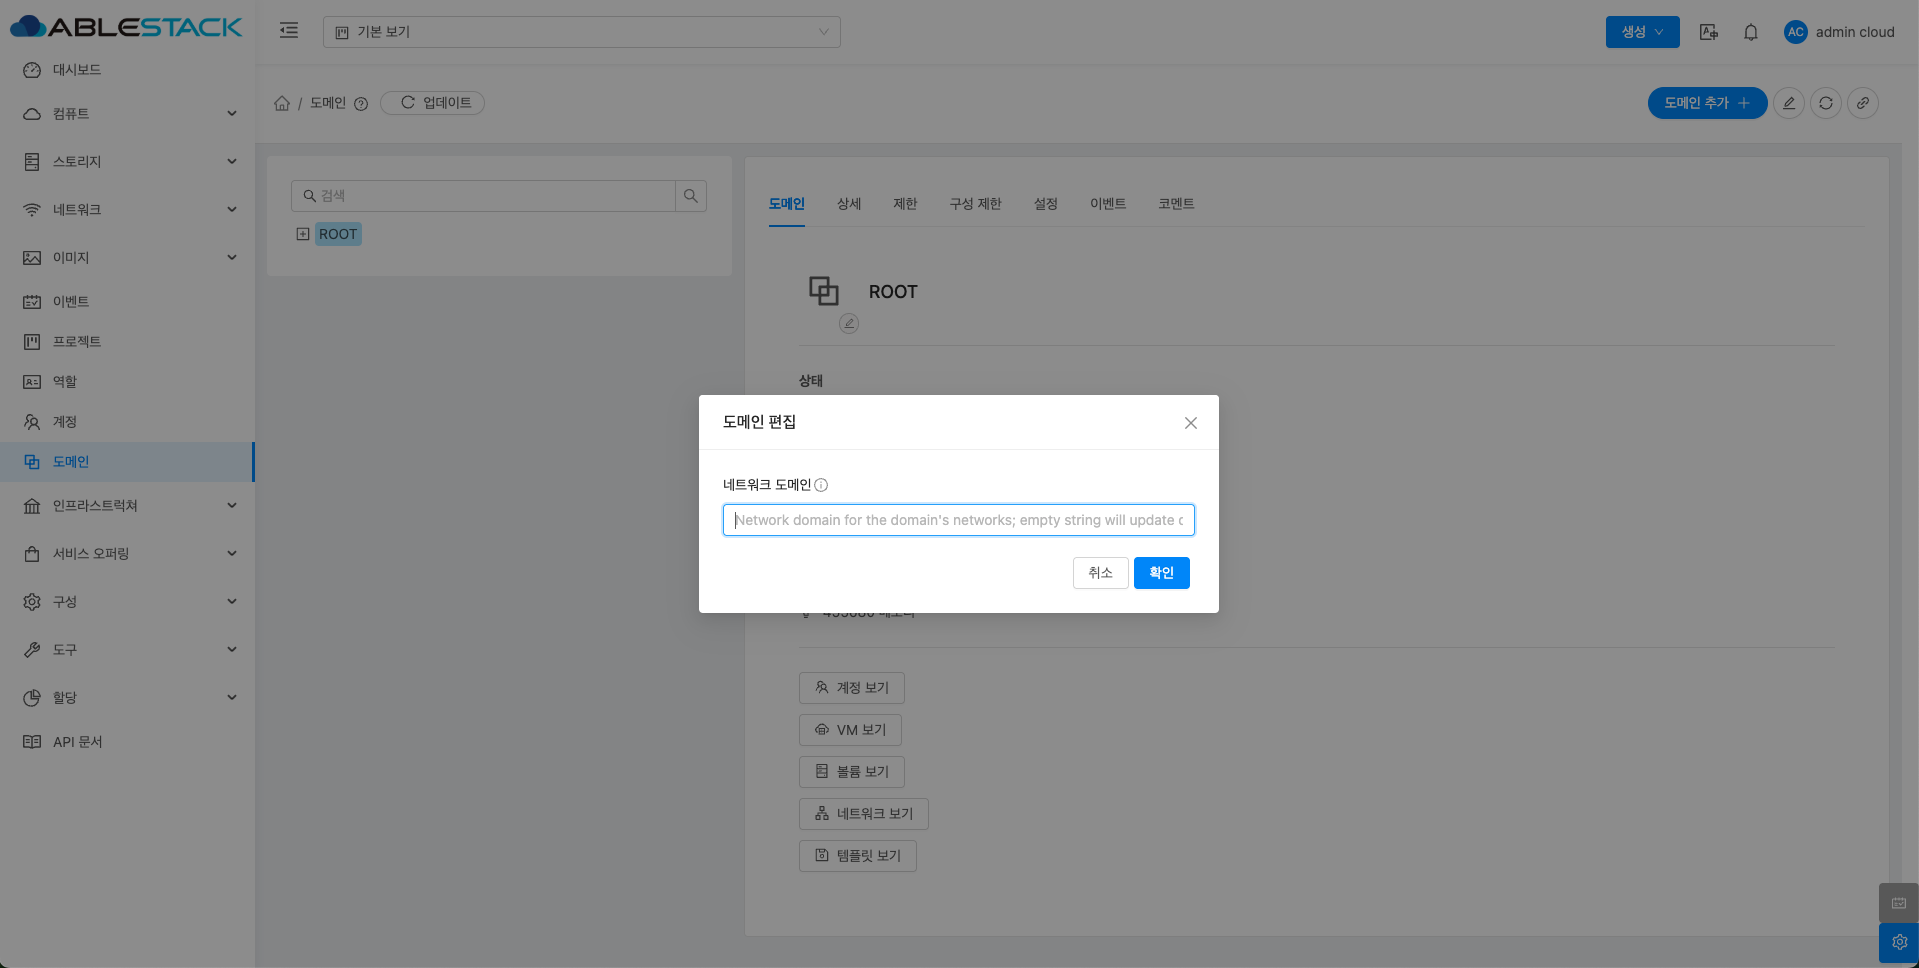 ABLESTACK
기본 보기
생성
AC
admin cloud
대시보드
컴퓨트
스토리지
네트워크
이미지
이벤트
프로젝트
역할
계정
도메인
인프라스트럭쳐
서비스 오퍼링
구성
도구
할당
API 문서
/ 도메인
업데이트
도메인 추가
검색
ROOT
도메인
상세
제한
구성 제한
설정
이벤트
코멘트
ROOT
상태
도메인 편집
네트워크 도메인
Network domain for the domain's networks; empty string will update
취소
확인
계정 보기
VM 보기
볼륨 보기
네트워크 보기
템플릿 보기